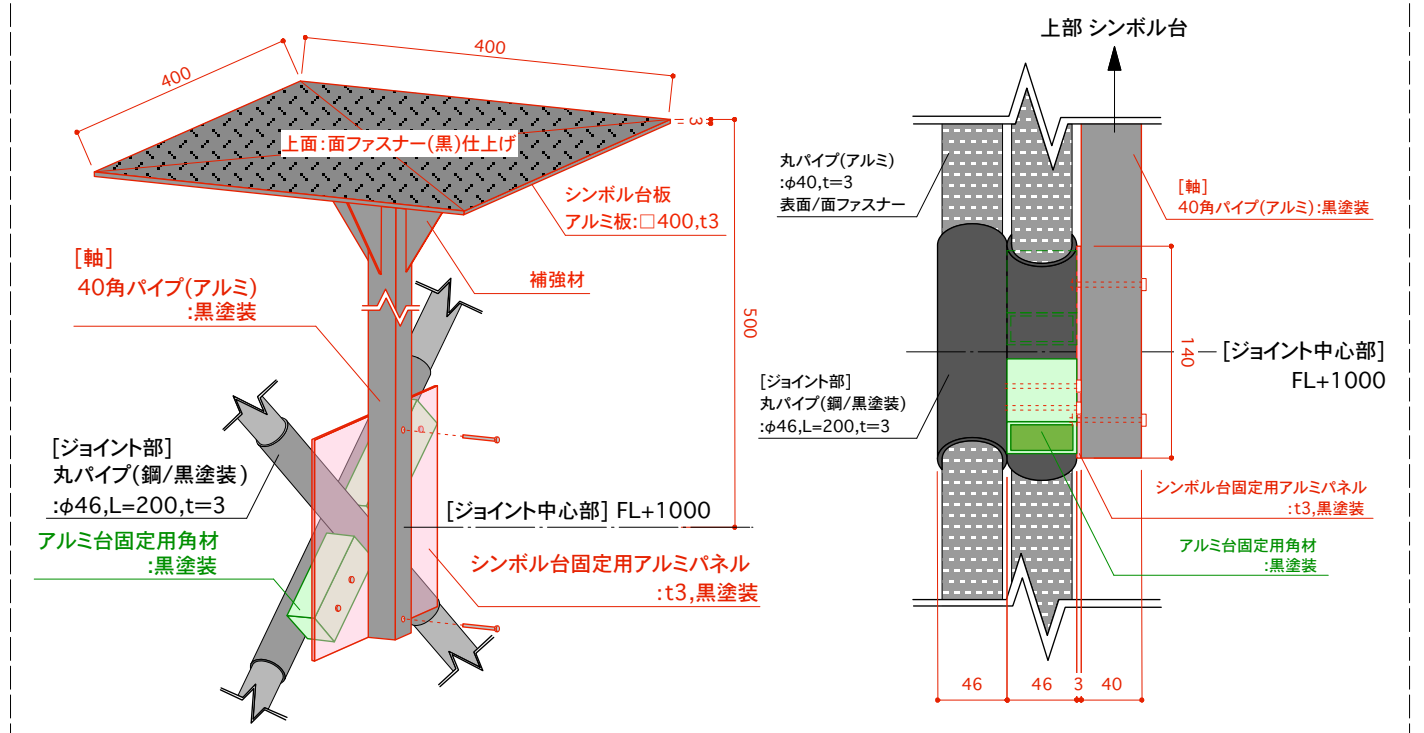 400
400
3
上面:面ファスナー(黒)仕上げ
シンボル台板
アルミ板:□400,t3
[軸]
40角パイプ(アルミ)
:黒塗装
補強材
500
[ジョイント部]
丸パイプ(鋼/黒塗装)
:φ46,L=200,t=3
[ジョイント中心部] FL+1000
アルミ台固定用角材
:黒塗装
シンボル台固定用アルミパネル
:t3,黒塗装
上部 シンボル台
丸パイプ(アルミ)
:φ40,t=3
表面/面ファスナー
[軸]
40角パイプ(アルミ):黒塗装
140
[ジョイント中心部]
FL+1000
[ジョイント部]
丸パイプ(鋼/黒塗装)
:φ46,L=200,t=3
シンボル台固定用アルミパネル
:t3,黒塗装
アルミ台固定用角材
:黒塗装
46 46 3 40